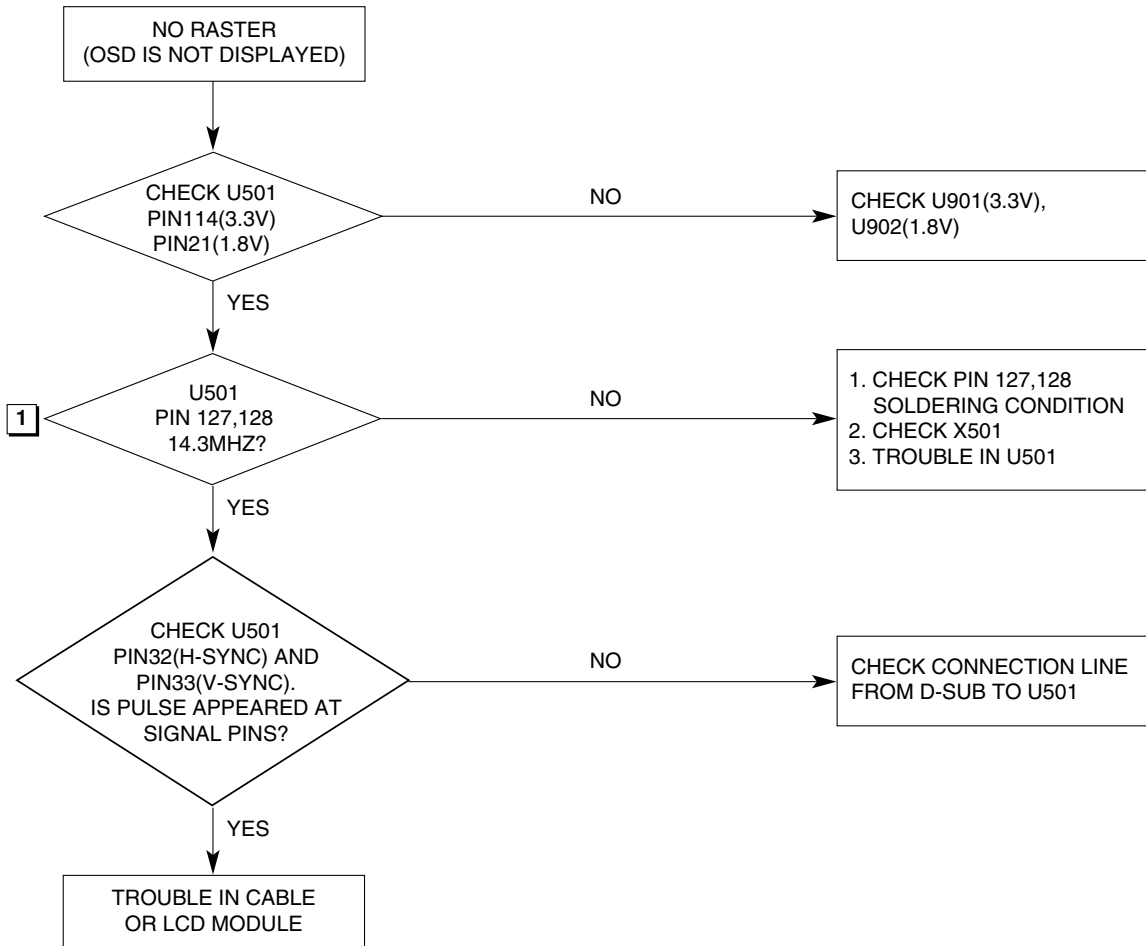 NO RASTER
(OSD IS NOT DISPLAYED)
CHECK U501
PIN114(3.3V)
PIN21(1.8V)
NO
CHECK U901(3.3V),
U902(1.8V)
YES
1
U501
PIN 127,128
14.3MHZ?
NO
1. CHECK PIN 127,128
SOLDERING CONDITION
2. CHECK X501
3. TROUBLE IN U501
YES
CHECK U501
PIN32(H-SYNC) AND
PIN33(V-SYNC).
IS PULSE APPEARED AT
SIGNAL PINS?
NO
CHECK CONNECTION LINE
FROM D-SUB TO U501
YES
TROUBLE IN CABLE
OR LCD MODULE